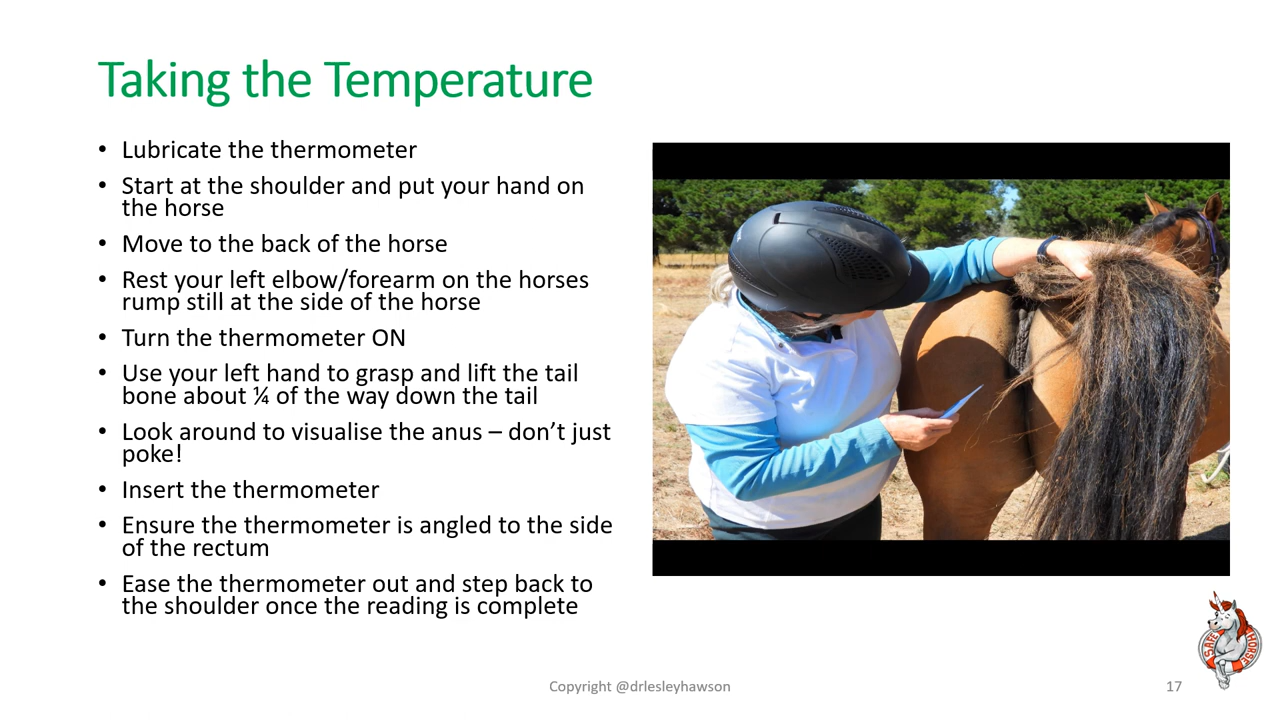 Taking the Temperature
• Lubricate the thermometer
• Start at the shoulder and put your hand on
the horse
• Move to the back of the horse
• Rest your left elbow/forearm on the horses
rump still at the side of the horse
• Turn the thermometer ON
• Use your left hand to grasp and lift the tail
bone about ¼ of the way down the tail
• Look around to visualise the anus – don’t just
poke!
• Insert the thermometer
• Ensure the thermometer is angled to the side
of the rectum
• Ease the thermometer out and step back to
the shoulder once the reading is complete
SAFE HORSE
Copyright @drlesleyhawson
17